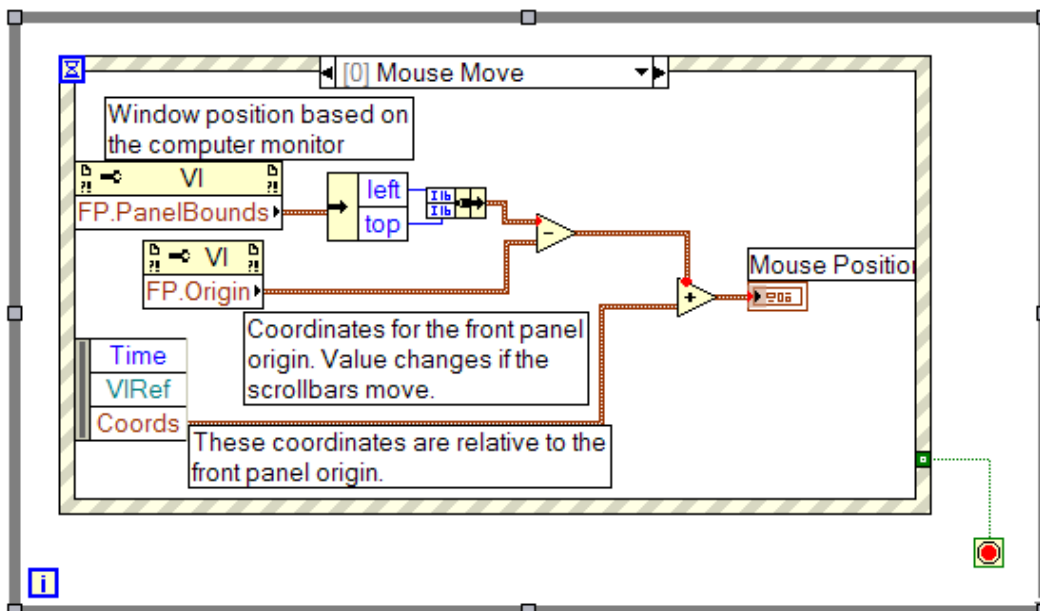 [0] Mouse Move
Window position based on
the computer monitor
VI
FP.PanelBounds
left
top
VI
FP.Origin
Mouse Position
Coordinates for the front panel
origin. Value changes if the
scrollbars move.
Time
VIRef
Coords
These coordinates are relative to the
front panel origin.
i